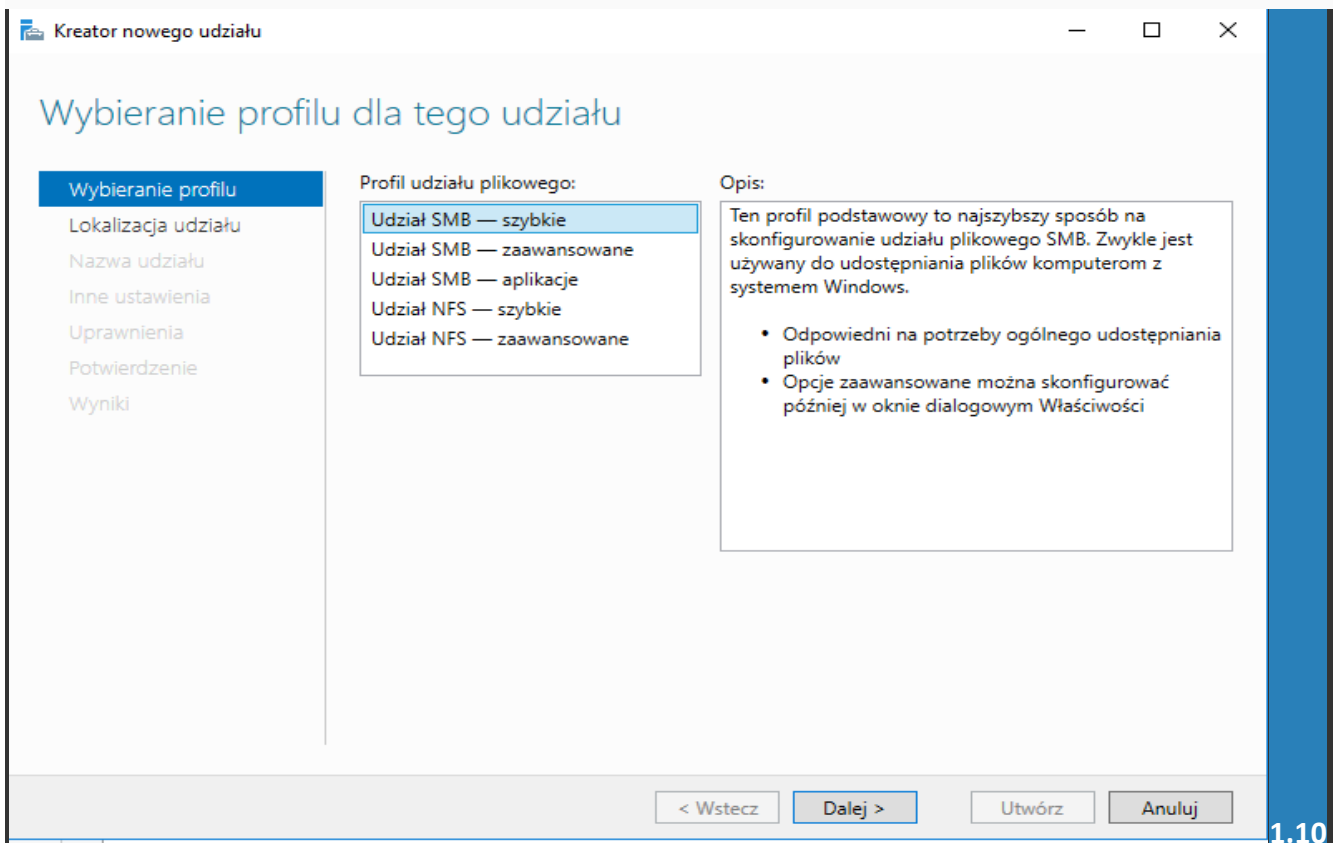 Kreator nowego udziału
Wybieranie profilu dla tego udziału
Wybieranie profilu
Lokalizacja udziału
Nazwa udziału
Inne ustawienia
Uprawnienia
Potwierdzenie
Wyniki
Profil udziału plikowego:
Udział SMB — szybkie
Udział SMB — zaawansowane
Udział SMB — aplikacje
Udział NFS — szybkie
Udział NFS — zaawansowane
Opis:
Ten profil podstawowy to najszybszy sposób na
skonfigurowanie udziału plikowego SMB. Zwykle jest
używany do udostępniania plików komputerom z
systemem Windows.
• Odpowiedni na potrzeby ogólnego udostępniania
plików
• Opcje zaawansowane można skonfigurować
później w oknie dialogowym Właściwości
< Wstecz
Dalej >
Utwórz
Anuluj
1.10